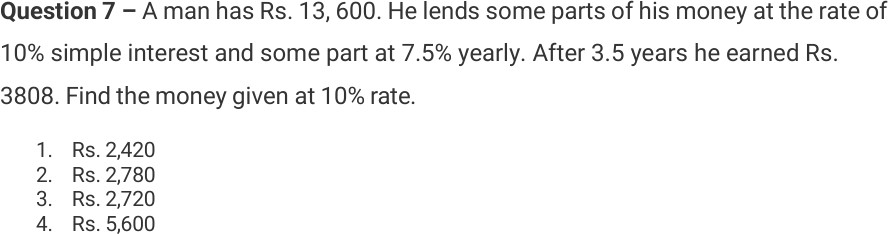 Question 7 – A man has Rs. 13, 600. He lends some parts of his money at the rate of
10% simple interest and some part at 7.5% yearly. After 3.5 years he earned Rs.
3808. Find the money given at 10% rate.
1. Rs. 2,420
2. Rs. 2,780
3. Rs. 2,720
4. Rs. 5,600